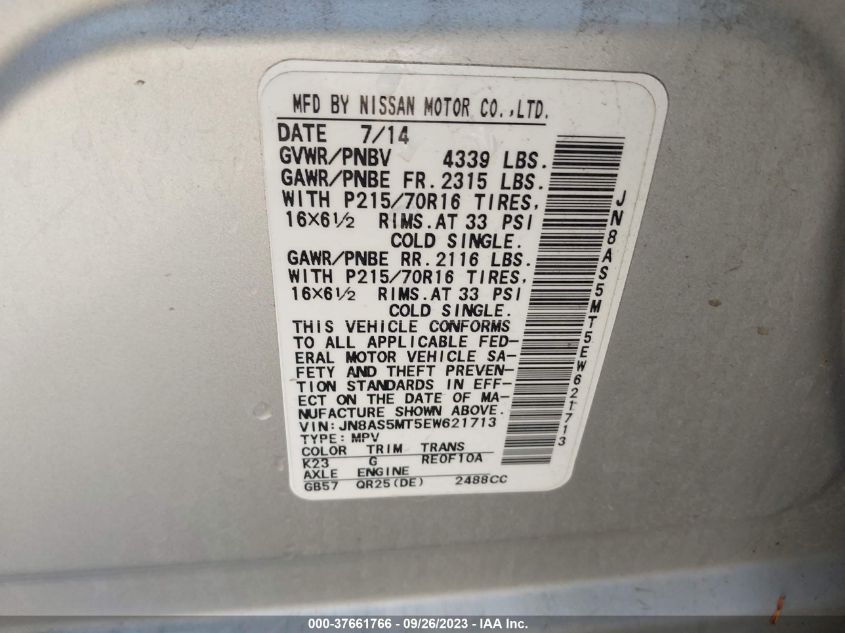 MFD BY NISSAN MOTOR CO.,LTD.
DATE 7/14
GVWR/PNBV 4339 LBS.
GAWR/PNBE FR.2315 LBS.
WITH P215/70R16 TIRES,
16X6½ RIMS.AT 33 PSI
COLD SINGLE.
GAWR/PNBE RR.2116 LBS.
WITH P215/70R16 TIRES,
16X6½ RIMS.AT 33 PSI
COLD SINGLE.
THIS VEHICLE CONFORMS
TO ALL APPLICABLE FED-
ERAL MOTOR VEHICLE SA-
FETY AND THEFT PREVEN-
TION STANDARDS IN EFF-
ECT ON THE DATE OF MA-
NUFACTURE SHOWN ABOVE.
VIN: JN8AS5MT5EW621713
TYPE: MPV
COLOR TRIM TRANS
K23 G RE0F10A
AXLE ENGINE
GB57 QR25(DE) 2488CC
JN8AS5MT5EW621713
000-37661766 - 09/26/2023 - IAA Inc.